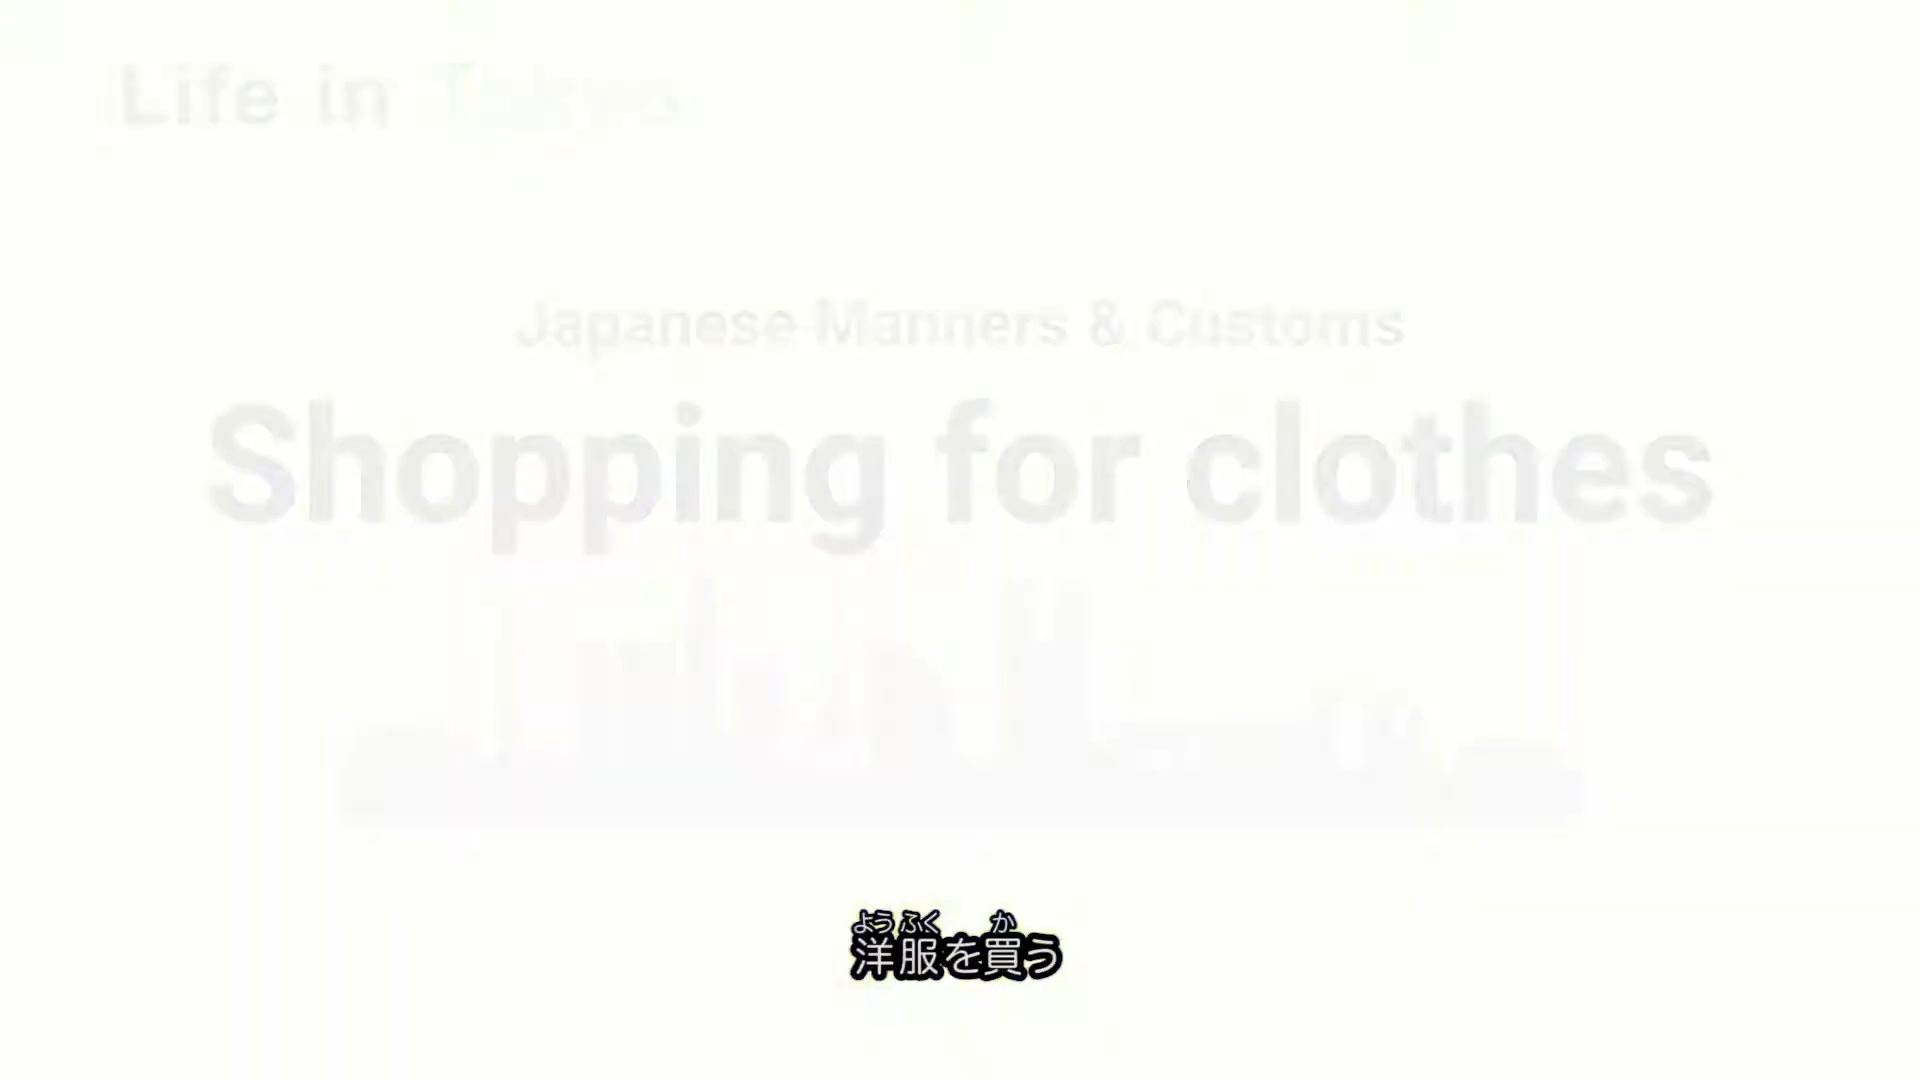 Life in Tokyo
Japanese Manners & Customs
Shopping for clothes
ようふく か
洋服を買う